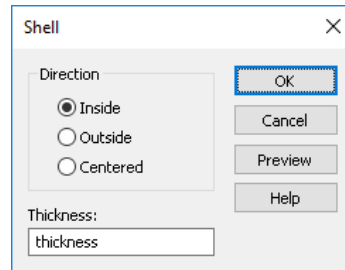 Shell
Direction
Inside
Outside
Centered
Thickness:
thickness
OK
Cancel
Preview
Help